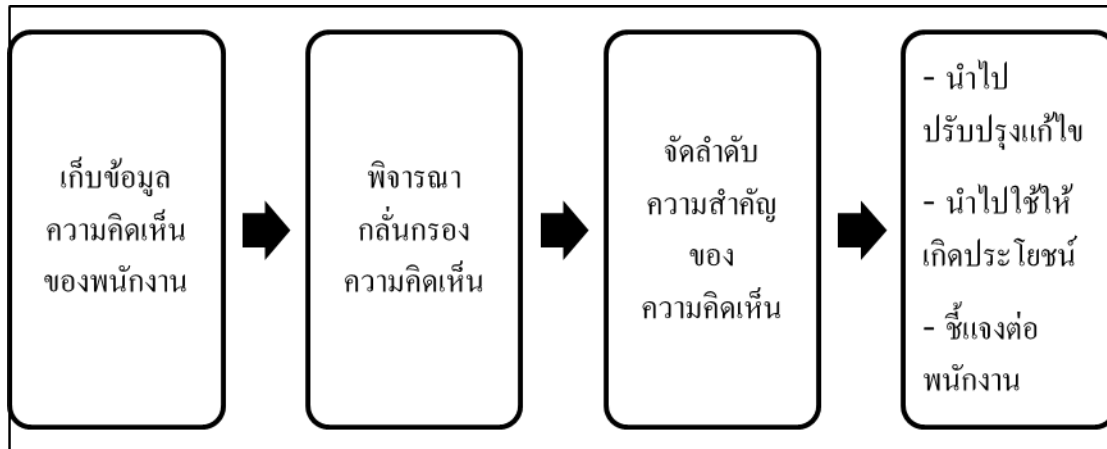 เก็บข้อมูล
ความคิดเห็น
ของพนักงาน
พิจารณา
กลั่นกรอง
ความคิดเห็น
จัดลำดับ
ความสำคัญ
ของ
ความคิดเห็น
- นำไป
ปรับปรุงแก้ไข
- นำไปใช้ให้
เกิดประโยชน์
- ชี้แจงต่อ
พนักงาน